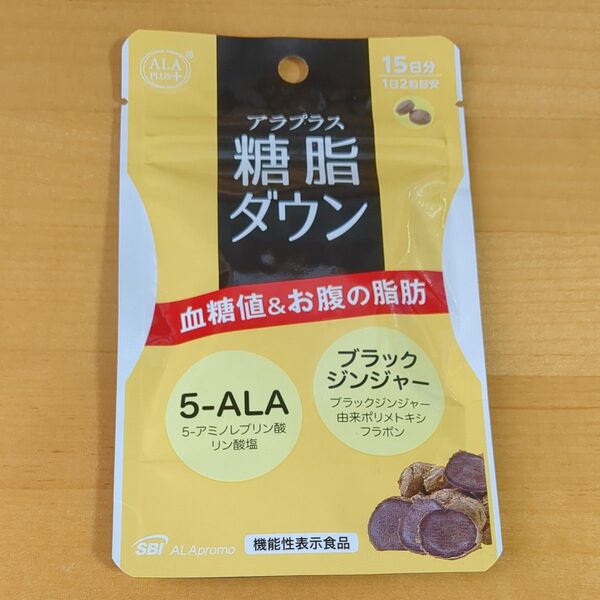 ALA
PLUS+
®
15日分
1日2粒目安
アラプラス
糖脂
ダウン
血糖値&お腹の脂肪
5-ALA
5-アミノレブリン酸
リン酸塩
ブラック
ジンジャー
ブラックジンジャー
由来ポリメトキシ
フラボン
SBI ALApromo
機能性表示食品